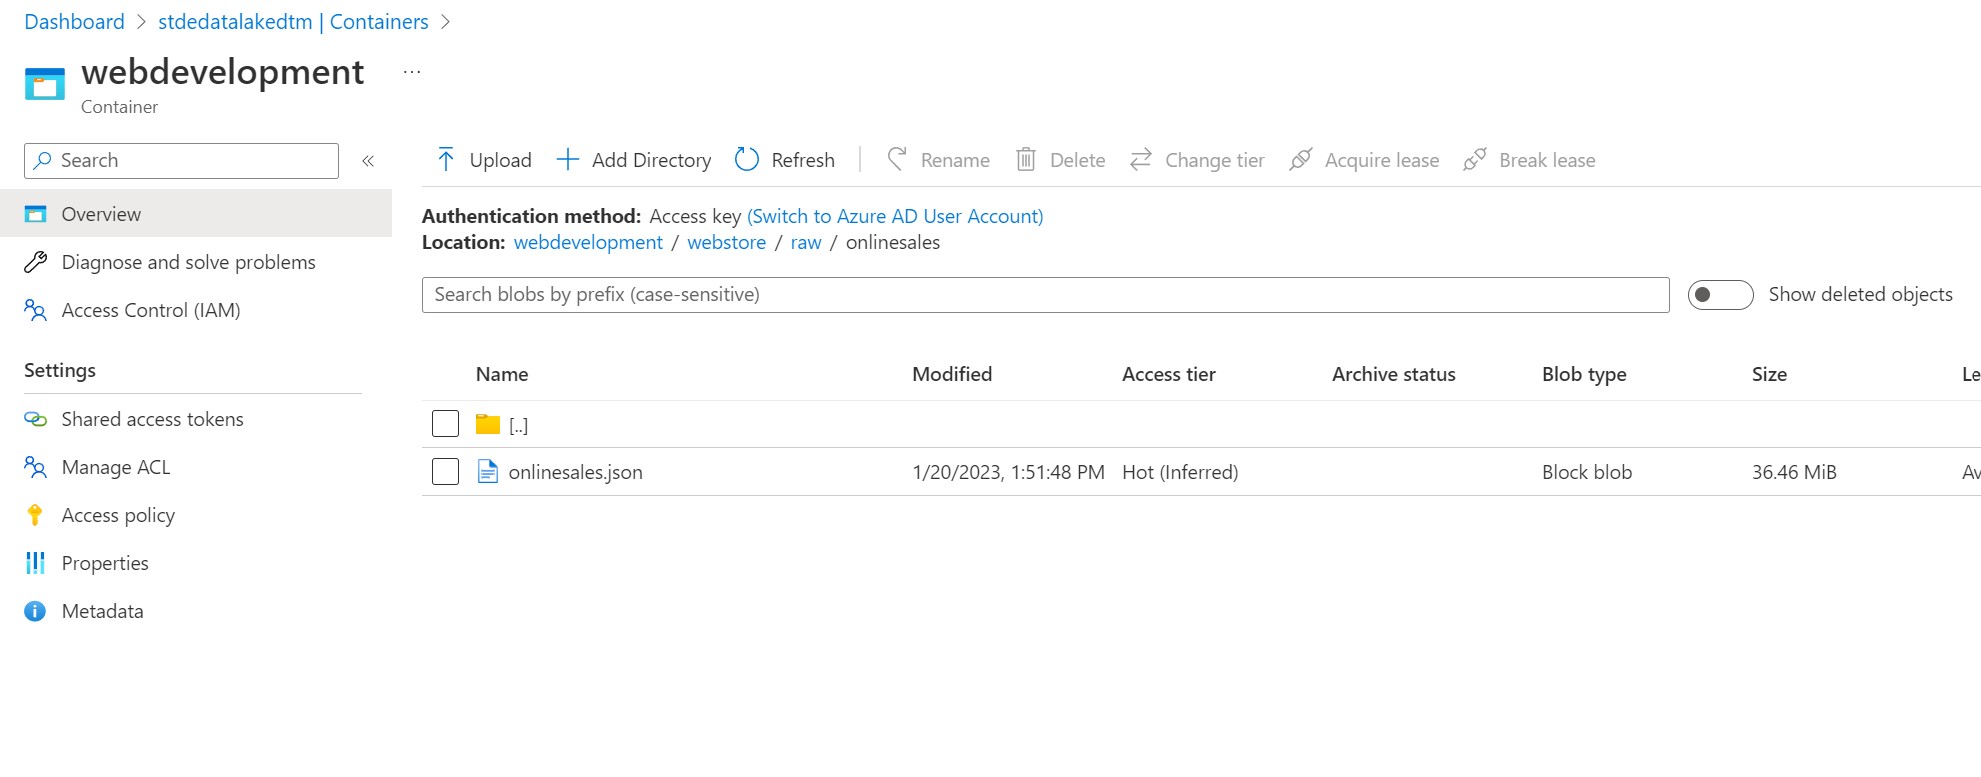 Dashboard > stdedatalakedtm | Containers >
webdevelopment ...
Container
Search «
Overview
Diagnose and solve problems
Access Control (IAM)
Settings
Shared access tokens
Manage ACL
Access policy
Properties
Metadata
Upload Add Directory Refresh Rename Delete Change tier Acquire lease Break lease
Authentication method: Access key (Switch to Azure AD User Account)
Location: webdevelopment / webstore / raw / onlinesales
Search blobs by prefix (case-sensitive) Show deleted objects
Name Modified Access tier Archive status Blob type Size Le
[..]
onlinesales.json 1/20/2023, 1:51:48 PM Hot (Inferred) Block blob 36.46 MiB Av